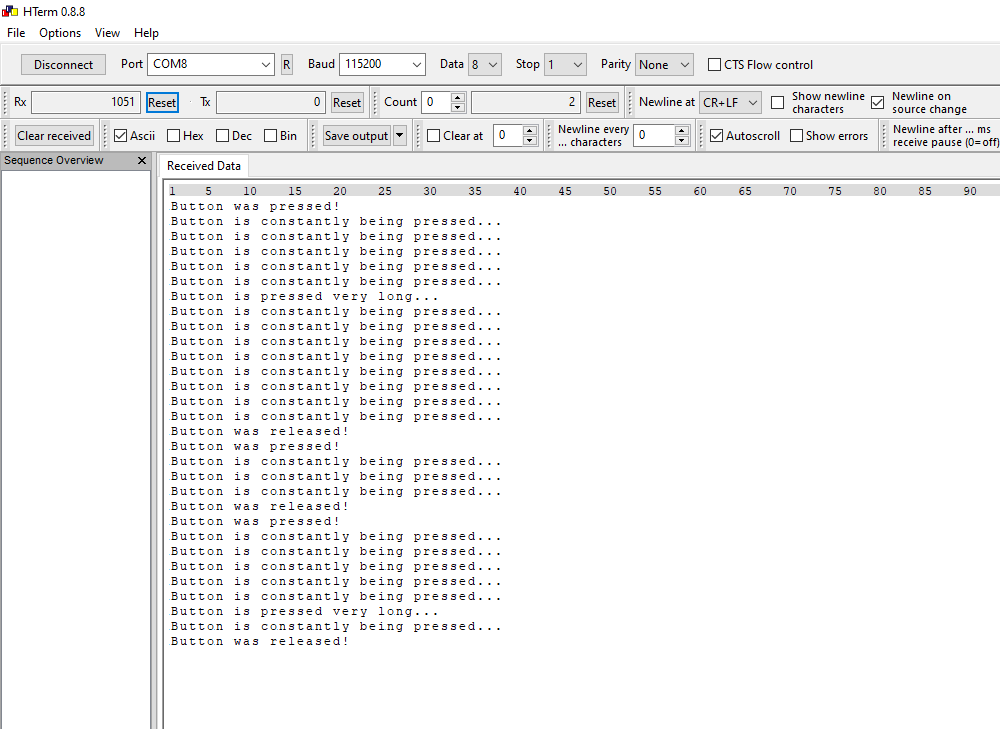 HTerm 0.8.8
File Options View Help
Disconnect Port COM8 R Baud 115200 Data 8 Stop 1 Parity None CTS Flow control
Rx 1051 Reset Tx 0 Reset Count 0 2 Reset Newline at CR+LF Show newline characters Newline on source change
Clear received Ascii Hex Dec Bin Save output Clear at 0 Newline every ... characters 0 Autoscroll Show errors Newline after ... ms receive pause (0=off)
Sequence Overview
Received Data
1 5 10 15 20 25 30 35 40 45 50 55 60 65 70 75 80 85 90
Button was pressed!
Button is constantly being pressed...
Button is constantly being pressed...
Button is constantly being pressed...
Button is constantly being pressed...
Button is constantly being pressed...
Button is pressed very long...
Button is constantly being pressed...
Button is constantly being pressed...
Button is constantly being pressed...
Button is constantly being pressed...
Button is constantly being pressed...
Button is constantly being pressed...
Button is constantly being pressed...
Button is constantly being pressed...
Button was released!
Button was pressed!
Button is constantly being pressed...
Button is constantly being pressed...
Button is constantly being pressed...
Button was released!
Button was pressed!
Button is constantly being pressed...
Button is constantly being pressed...
Button is constantly being pressed...
Button is constantly being pressed...
Button is constantly being pressed...
Button is pressed very long...
Button is constantly being pressed...
Button was released!